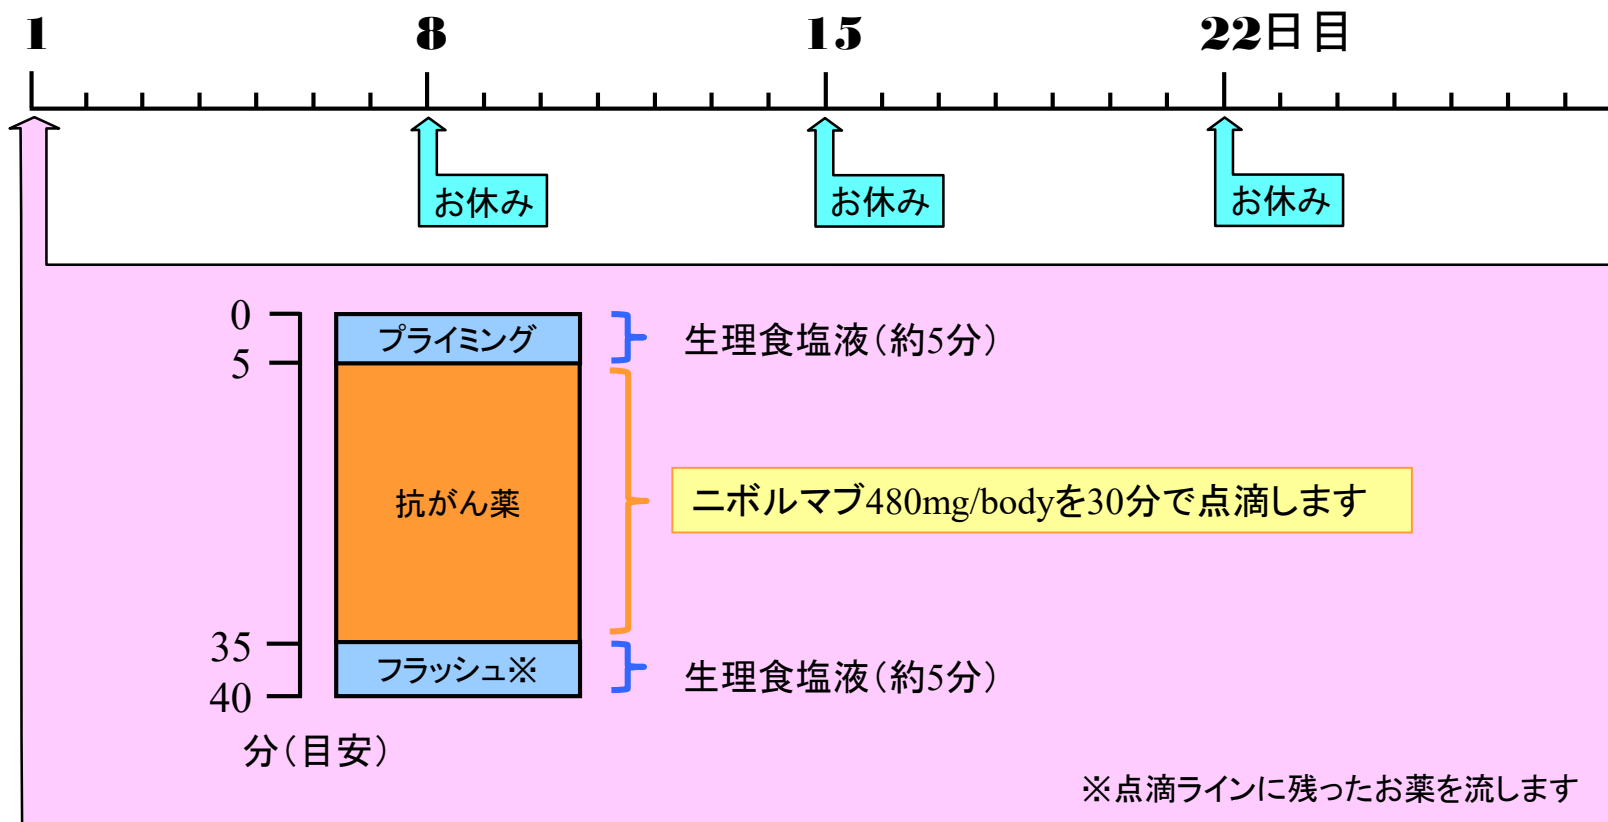 1 8 15 22日目
お休み お休み お休み
0
プライミング 生理食塩液(約5分)
5
抗がん薬 ニボルマブ480mg/bodyを30分で点滴します
35
フラッシュ※ 生理食塩液(約5分)
40
分(目安)
※点滴ラインに残ったお薬を流します